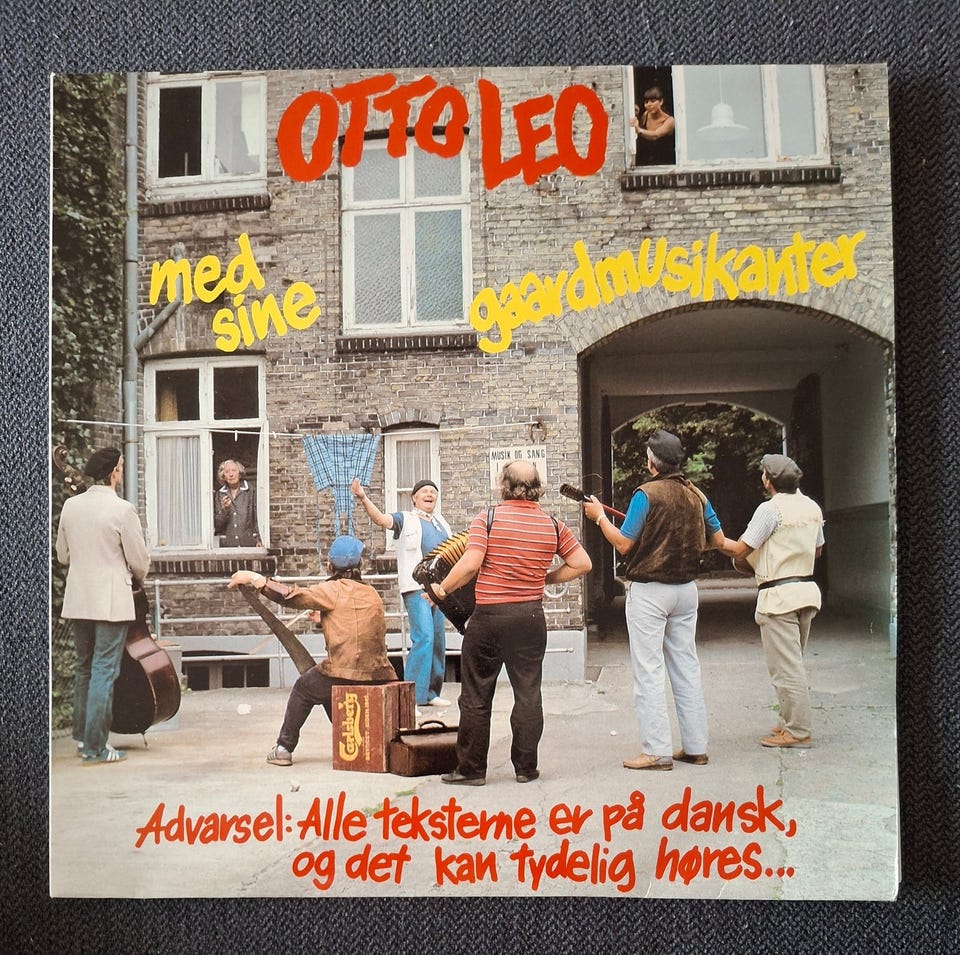 OTTO LEO
med
sine
gaardmusikanter
MUSIK OG SANG
Carlsberg
Advarsel: Alle teksterne er på dansk,
og det kan tydelig høres...